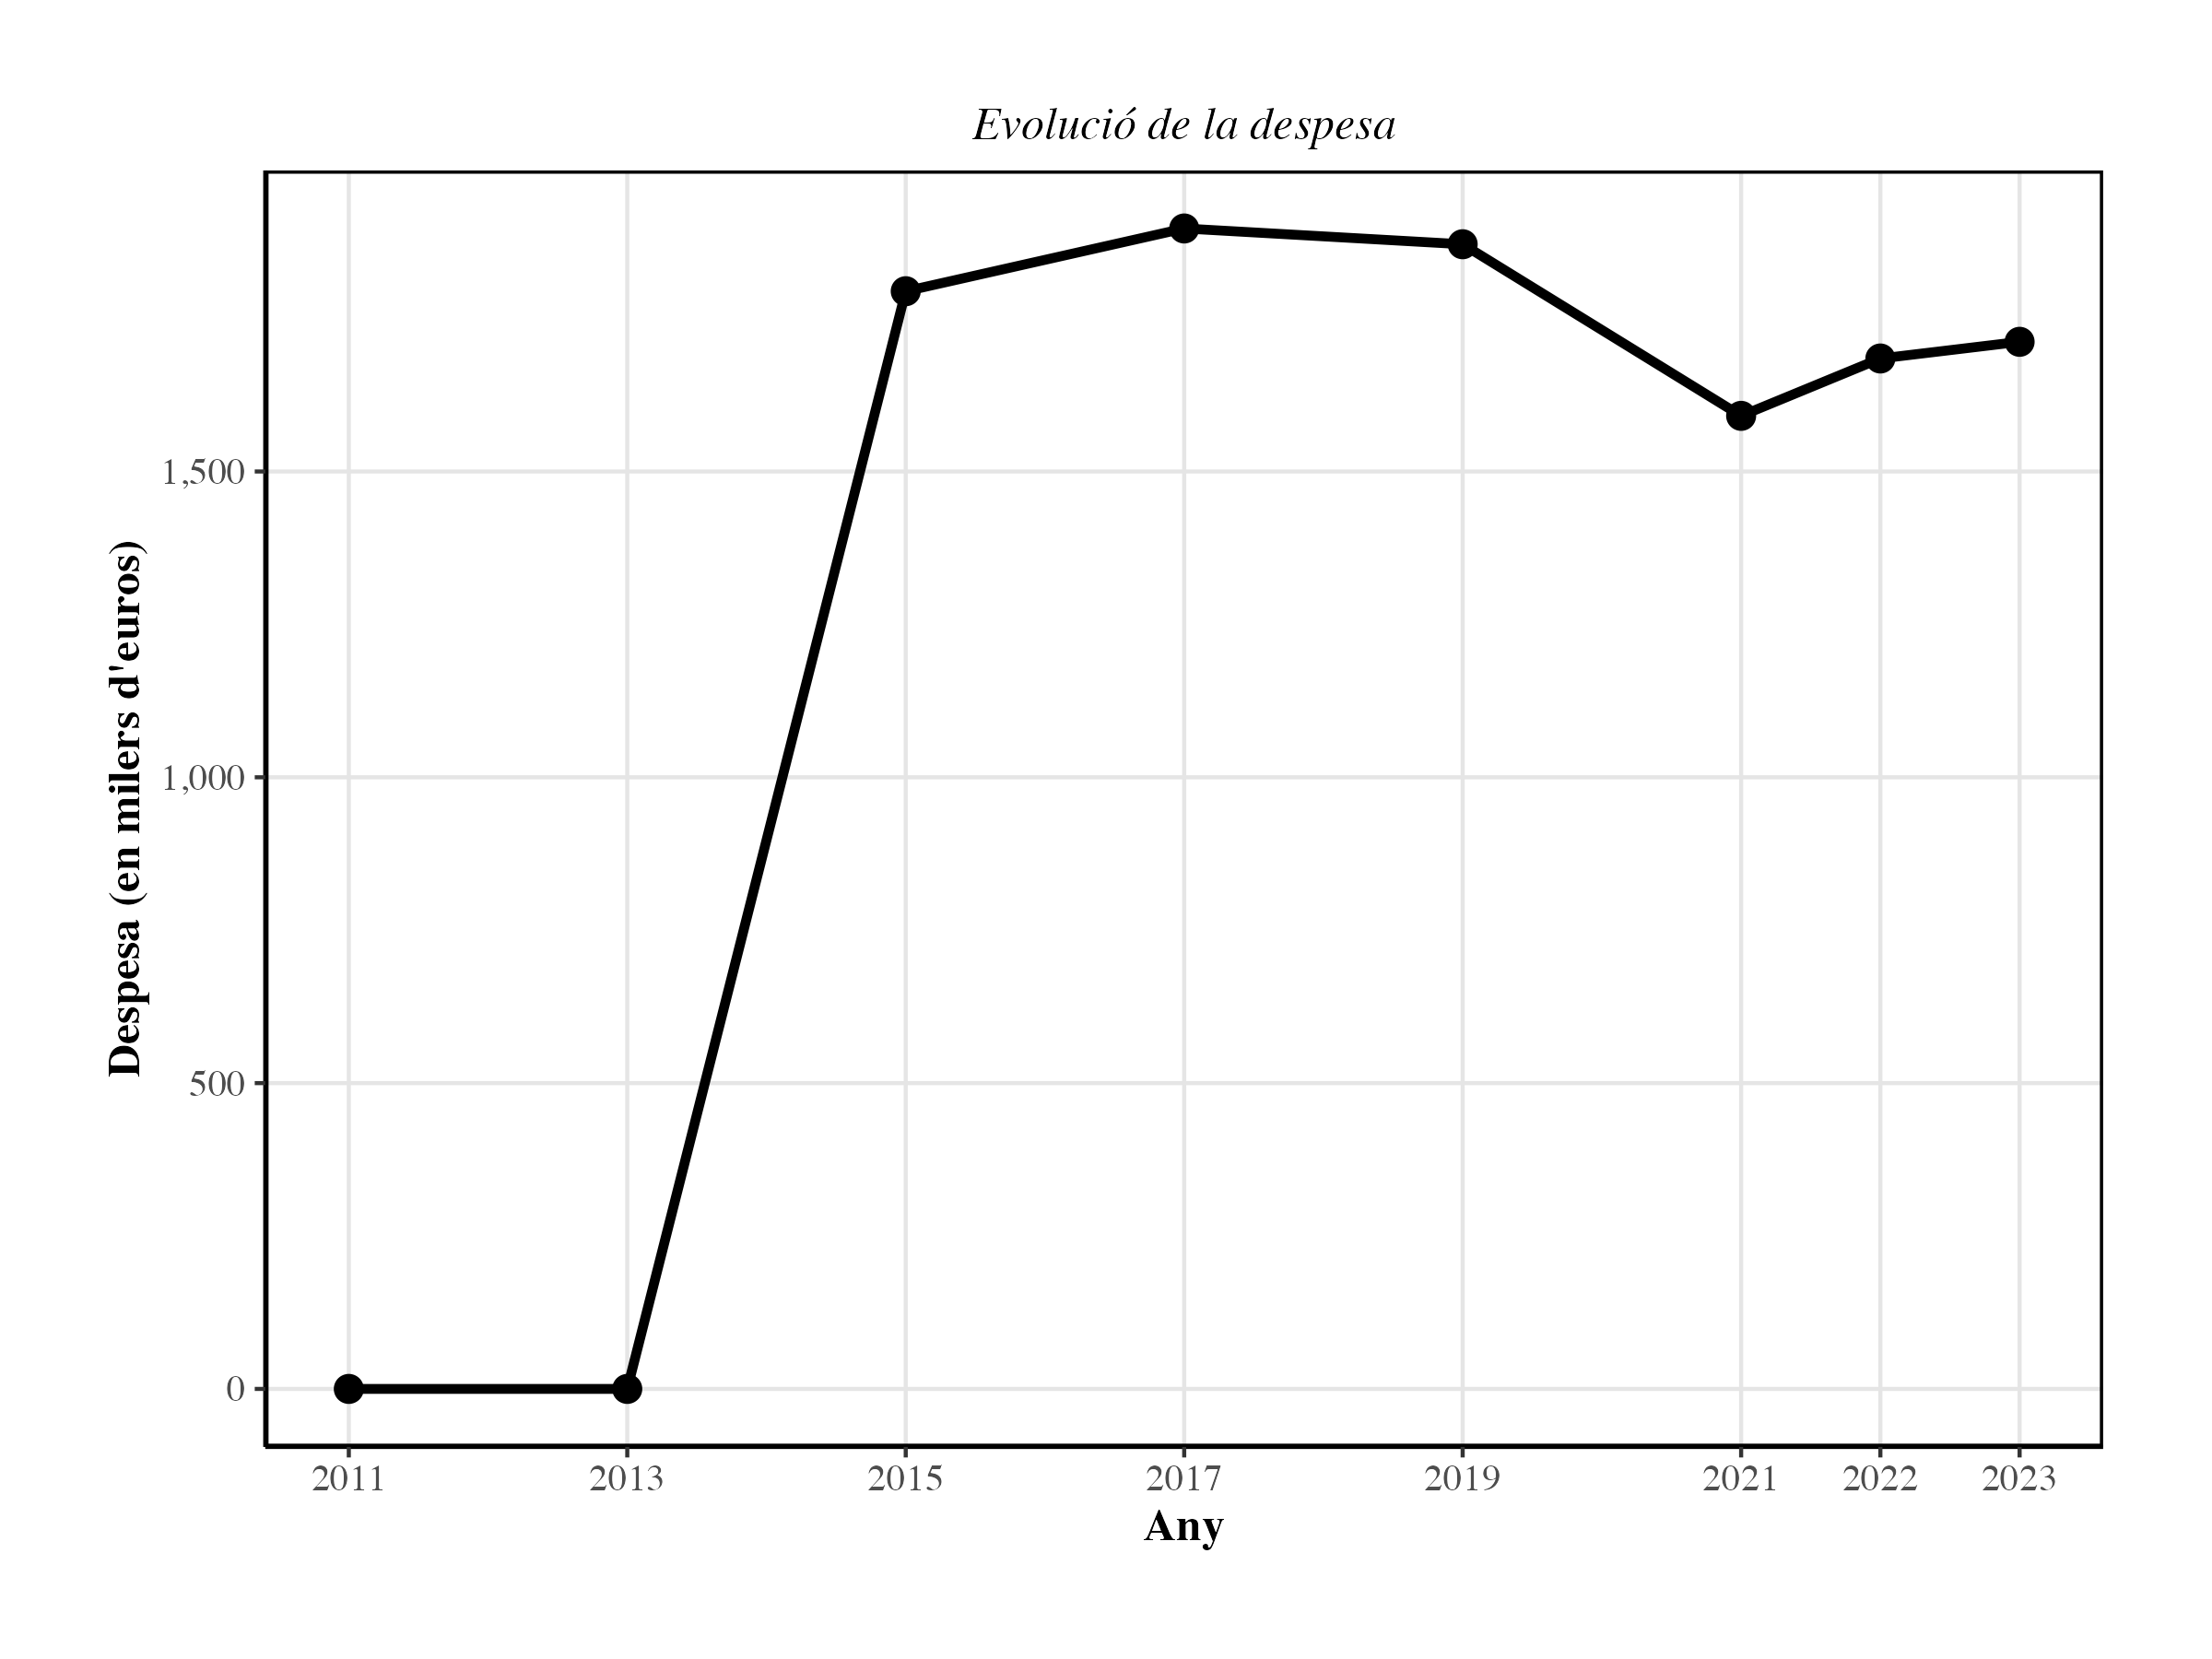 Evolució de la despesa
Despesa (en milers d'euros)
1,500
1,000
500
0
2011 2013 2015 2017 2019 2021 2022 2023
Any